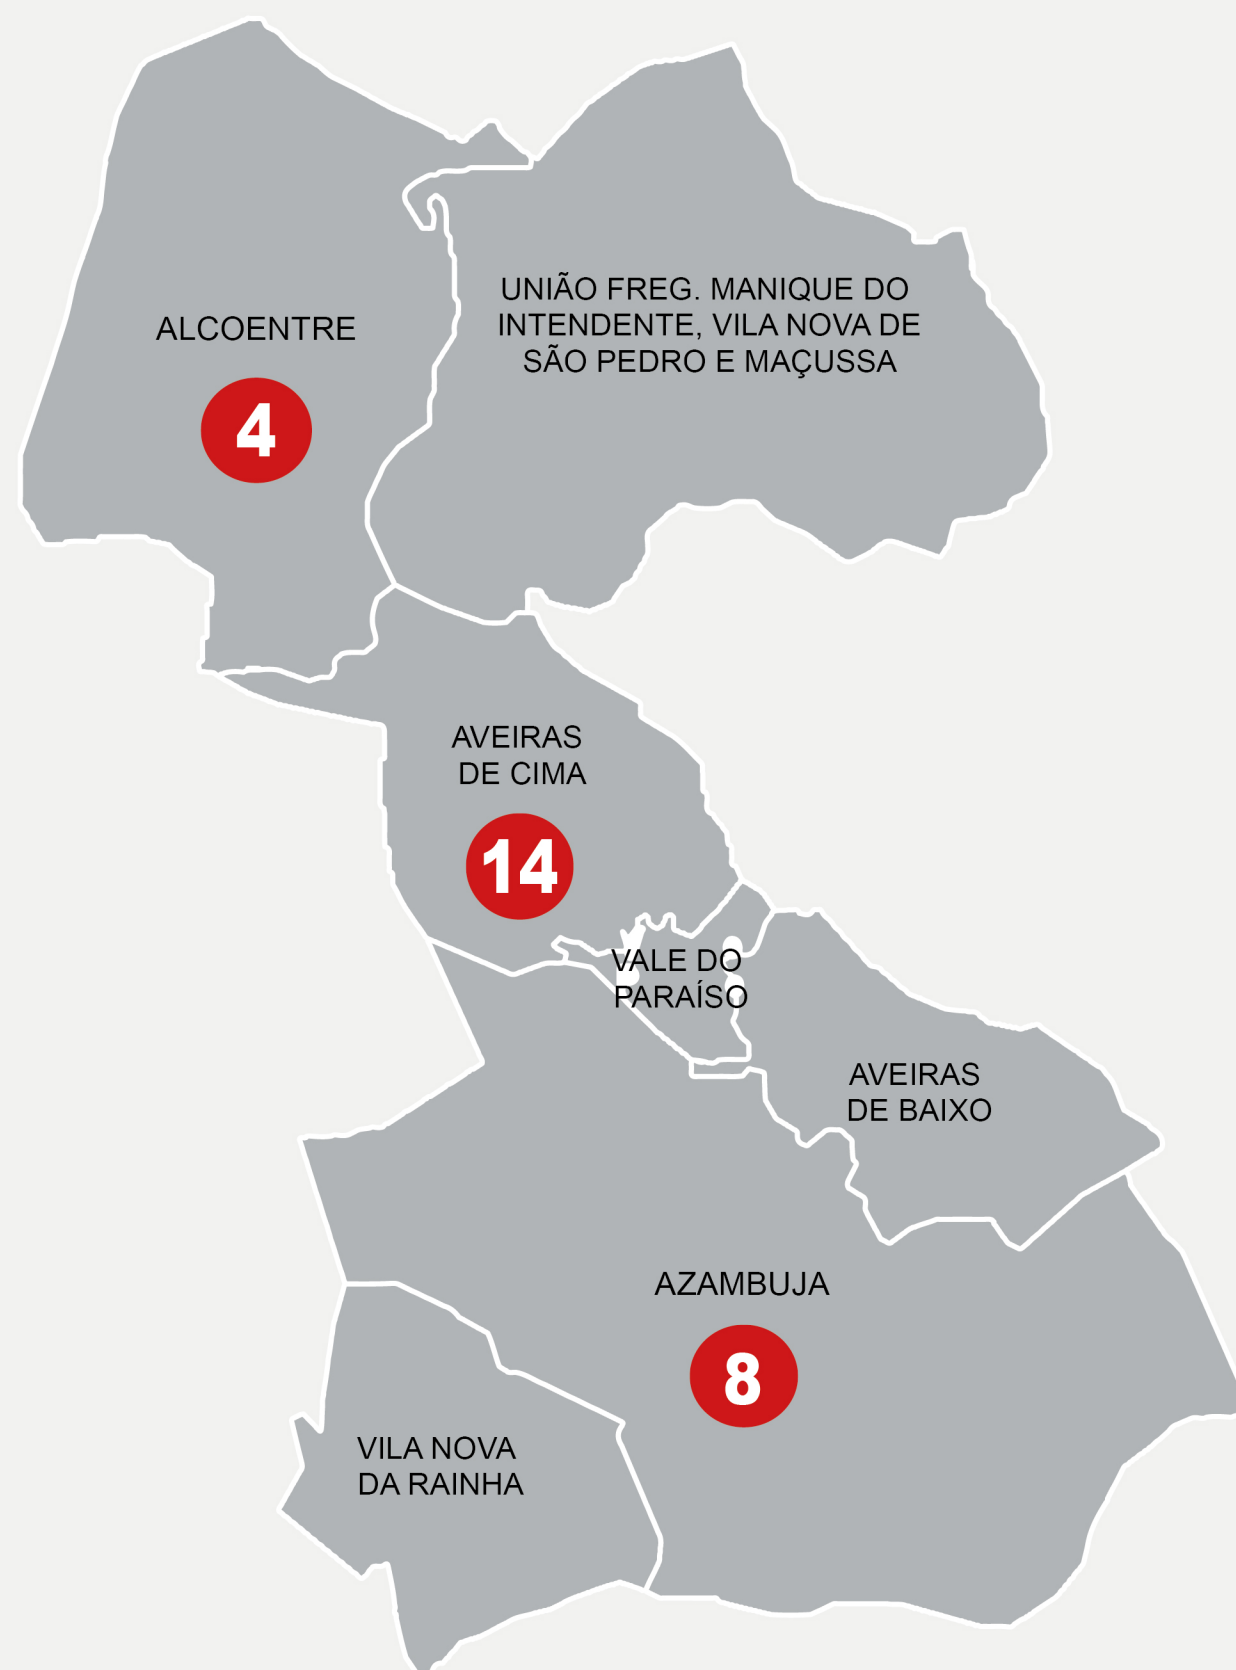 UNIÃO FREG. MANIQUE DO
INTENDENTE, VILA NOVA DE
SÃO PEDRO E MAÇUSSA
ALCOENTRE
4
AVEIRAS
DE CIMA
14
VALE DO
PARAÍSO
AVEIRAS
DE BAIXO
AZAMBUJA
8
VILA NOVA
DA RAINHA